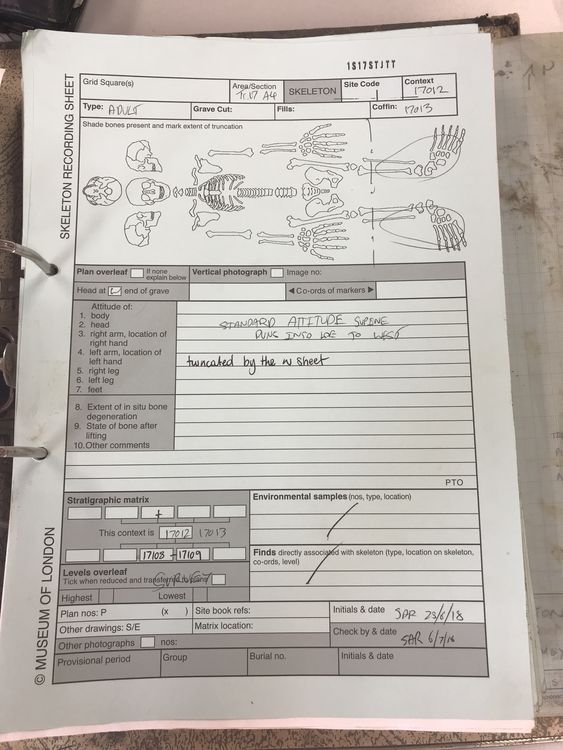 1S17STJTT
SKELETON RECORDING SHEET
Grid Square(s)
Area/Section
Tr.17 A4
SKELETON
Site Code
Context
17012
Type: ADULT
Grave Cut:
Fills:
Coffin: 17013
Shade bones present and mark extent of truncation
Plan overleaf
If none explain below
Vertical photograph
Image no:
Head at W end of grave
◄ Co-ords of markers ►
Attitude of:
1. body
2. head
3. right arm, location of right hand
4. left arm, location of left hand
5. right leg
6. left leg
7. feet
STANDARD ATTITUDE SUPINE
RUNS INTO LOE TO WEST
truncated by the w sheet
8. Extent of in situ bone degeneration
9. State of bone after lifting
10. Other comments
PTO
Stratigraphic matrix
+
This context is 17012 17013
17108 - 17109
Environmental samples (nos, type, location)
Finds directly associated with skeleton (type, location on skeleton, co-ords, level)
Levels overleaf
Tick when reduced and transferred to plans
Highest
Lowest
Plan nos: P (x )
Site book refs:
Initials & date SAR 23/6/18
Other drawings: S/E
Matrix location:
Check by & date SAR 6/7/18
Other photographs nos:
Provisional period
Group
Burial no.
Initials & date
© MUSEUM OF LONDON